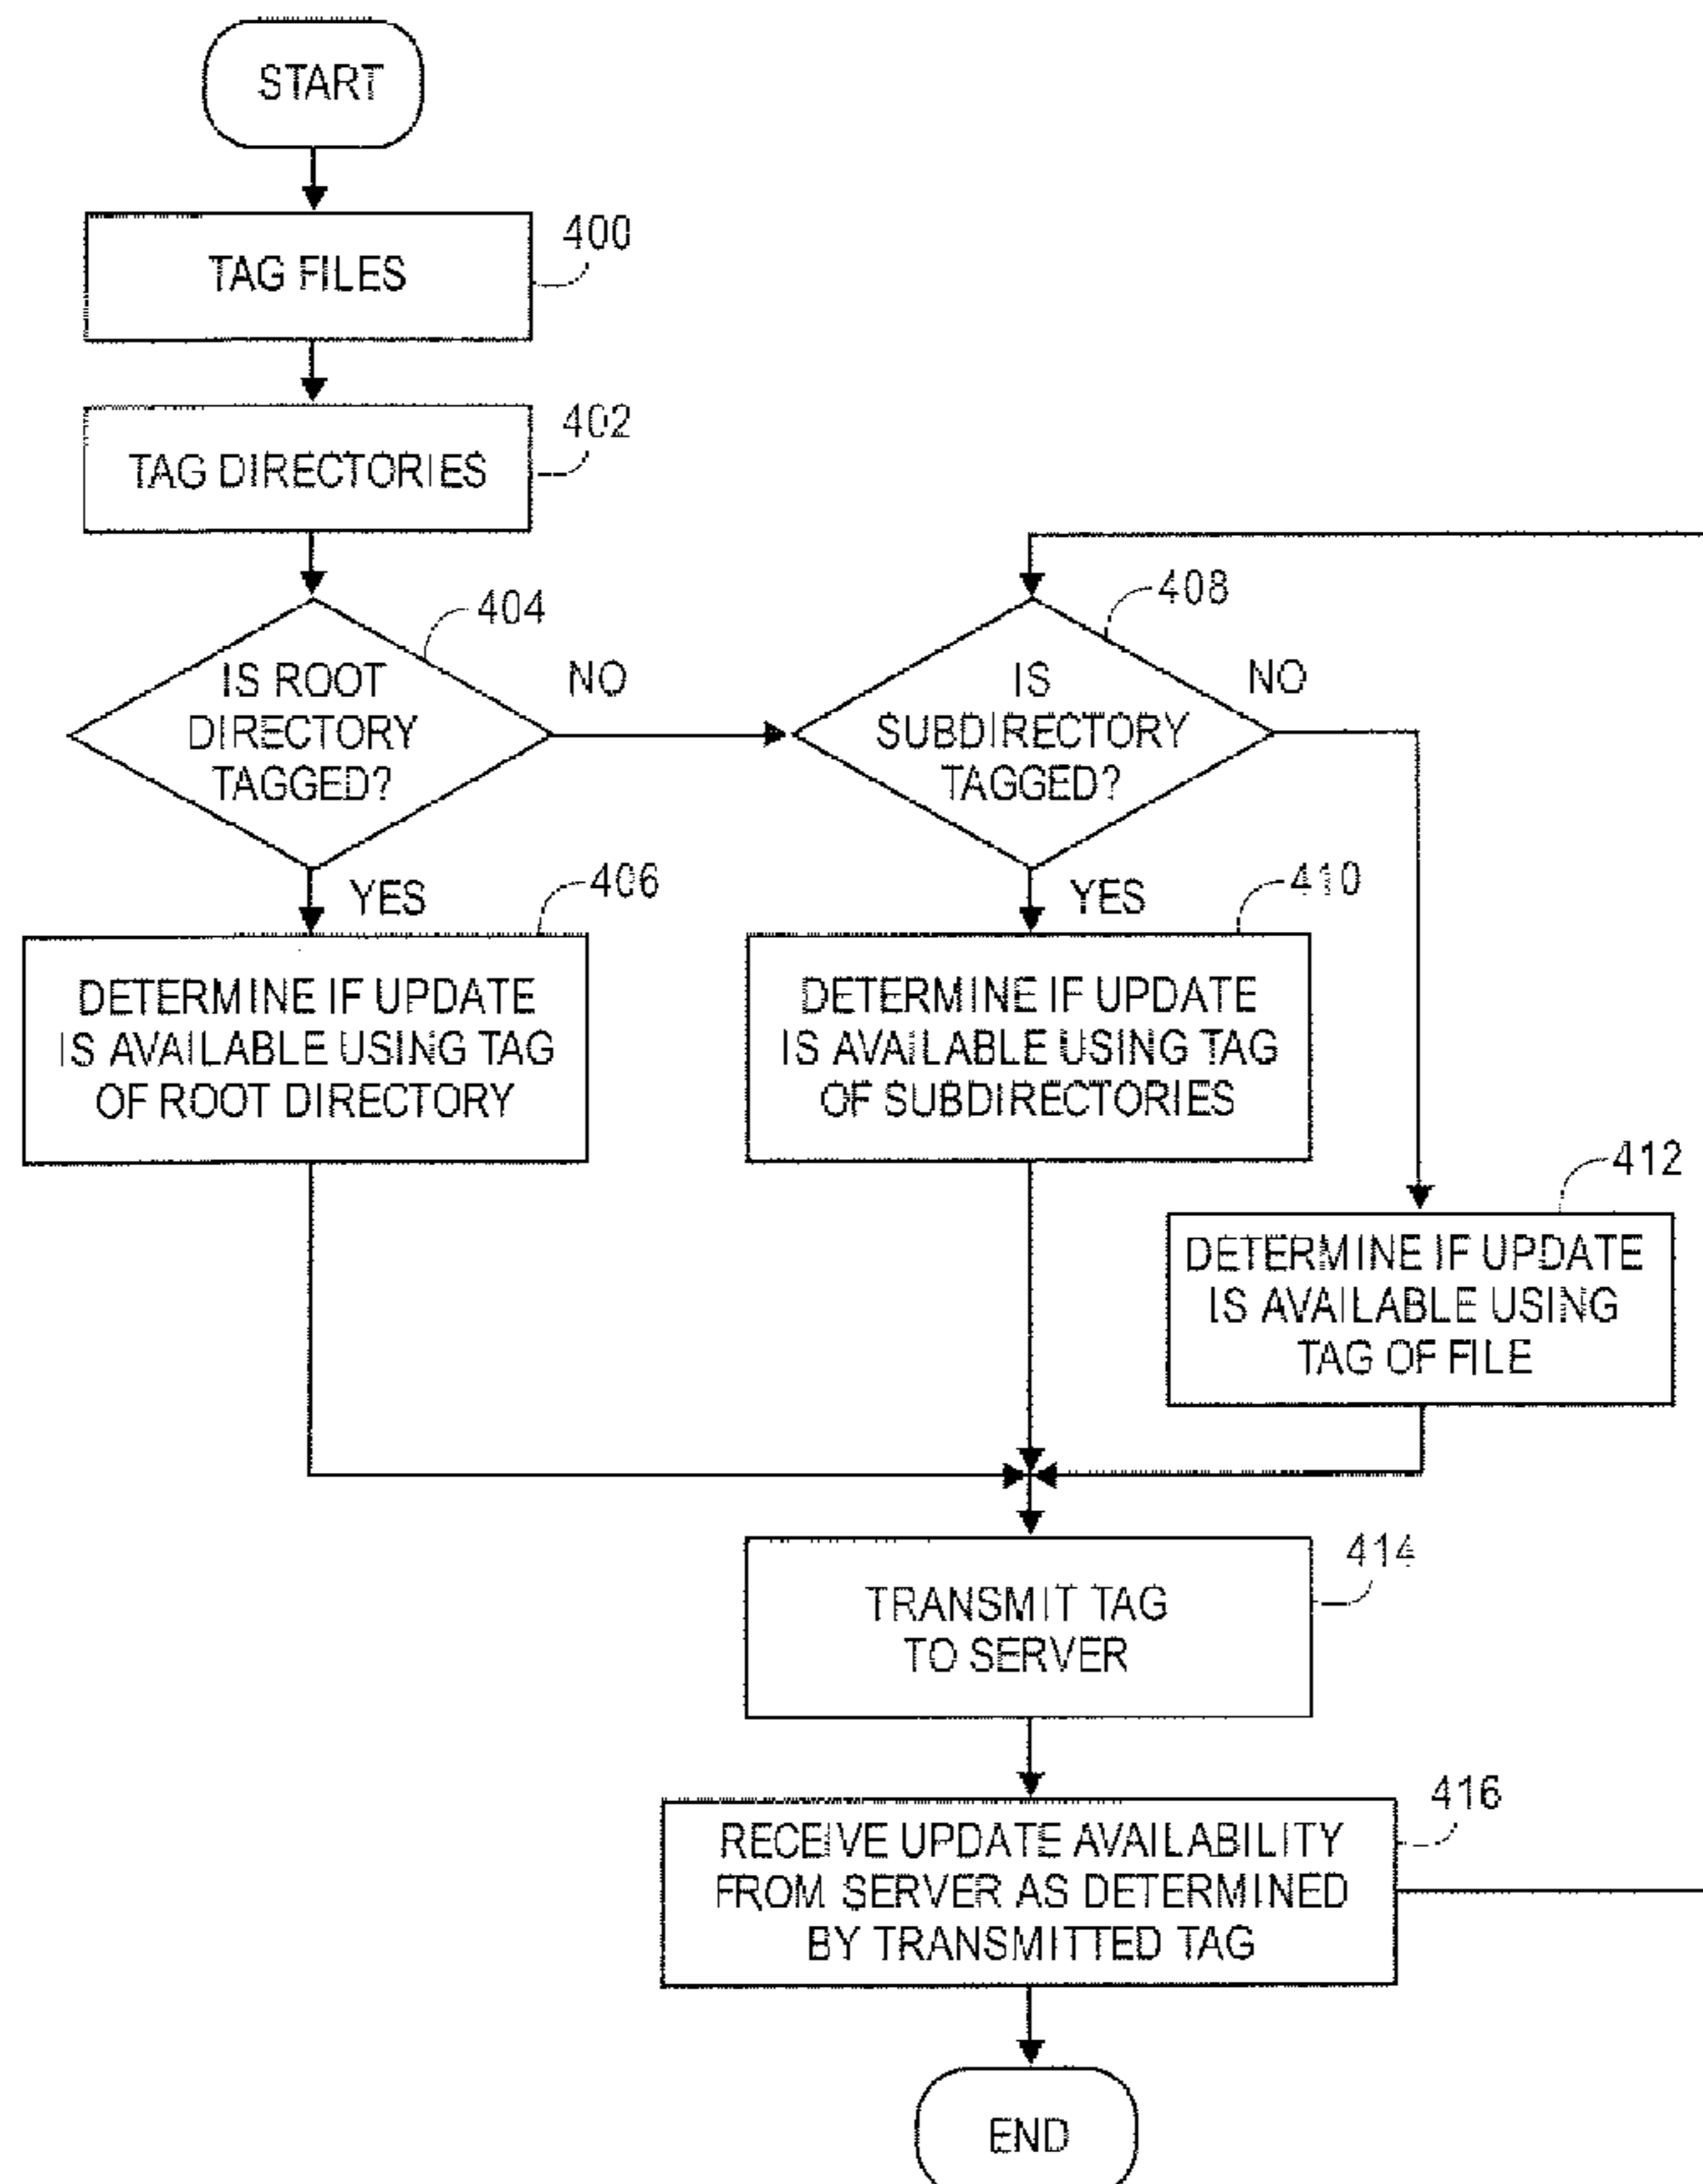 START
TAG FILES
400
TAG DIRECTORIES
402
IS ROOT
DIRECTORY
TAGGED?
404
NO
YES
IS
SUBDIRECTORY
TAGGED?
408
NO
YES
DETERMINE IF UPDATE
IS AVAILABLE USING TAG
OF ROOT DIRECTORY
406
DETERMINE IF UPDATE
IS AVAILABLE USING TAG
OF SUBDIRECTORIES
410
DETERMINE IF UPDATE
IS AVAILABLE USING
TAG OF FILE
412
TRANSMIT TAG
TO SERVER
414
RECEIVE UPDATE AVAILABILITY
FROM SERVER AS DETERMINED
BY TRANSMITTED TAG
416
END